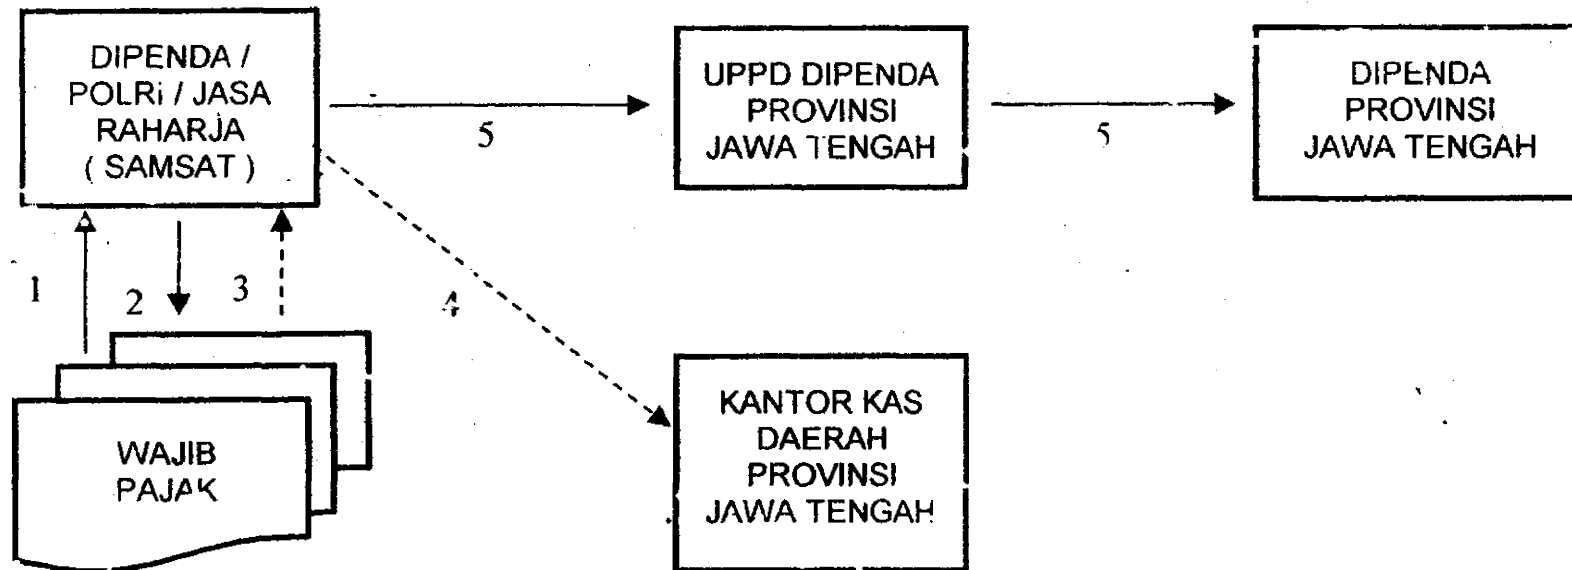 DIPENDA /
POLRi / JASA
RAHARJA
( SAMSAT )
5
UPPD DIPENDA
PROVINSI
JAWA TENGAH
5
DIPENDA
PROVINSI
JAWA TENGAH
1
2
3
4
WAJIB
PAJAK
KANTOR KAS
DAERAH
PROVINSI
JAWA TENGAH